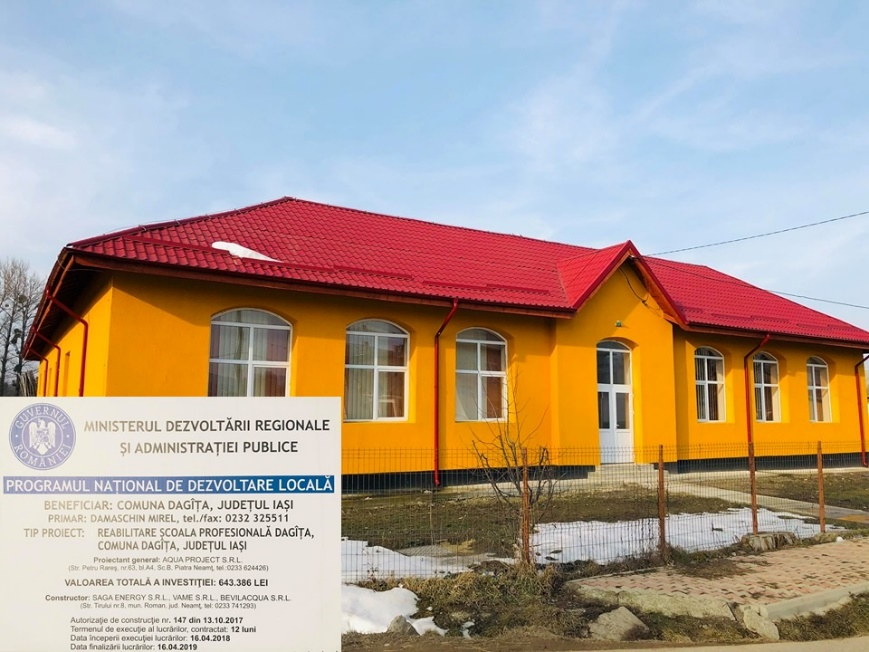 GUVERNUL ROMÂNIEI
MINISTERUL DEZVOLTĂRII REGIONALE
ȘI ADMINISTRAȚIEI PUBLICE
PROGRAMUL NAȚIONAL DE DEZVOLTARE LOCALĂ
BENEFICIAR: COMUNA DAGÎȚA, JUDEȚUL IAȘI
PRIMAR: DAMASCHIN MIREL, tel./fax: 0232 325511
TIP PROIECT: REABILITARE ȘCOALA PROFESIONALĂ DAGÎȚA,
COMUNA DAGÎȚA, JUDEȚUL IAȘI
Proiectant general: AQUA PROJECT S.R.L.
(Str. Petru Rareș, nr.63, bl.A4, Sc.B, Piatra Neamț, tel: 0233 624426)
VALOAREA TOTALĂ A INVESTIȚIEI: 643.386 LEI
Constructor: SAGA ENERGY S.R.L., VAME S.R.L., BEVILACQUA S.R.L.
(Str. Tirului nr.8, mun. Roman, jud. Neamț, tel: 0233 741293)
Autorizație de construcție nr. 147 din 13.10.2017
Termenul de execuție al lucrărilor, contractat: 12 luni
Data începerii execuției lucrărilor: 16.04.2018
Data finalizării lucrărilor: 16.04.2019